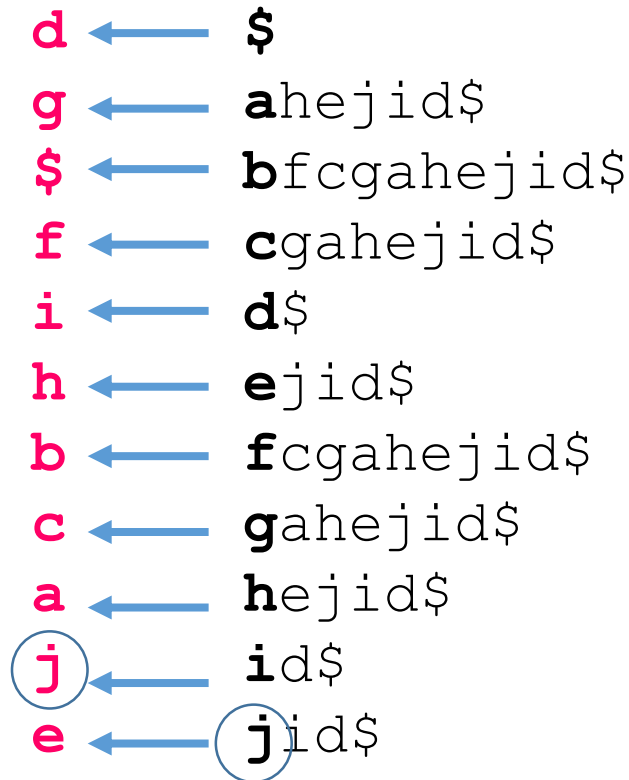 d $
g ahejid$
$ bfcgahejid$
f cgahejid$
i d$
h ejid$
b fcgahejid$
c gahejid$
a hejid$
j id$
e jid$